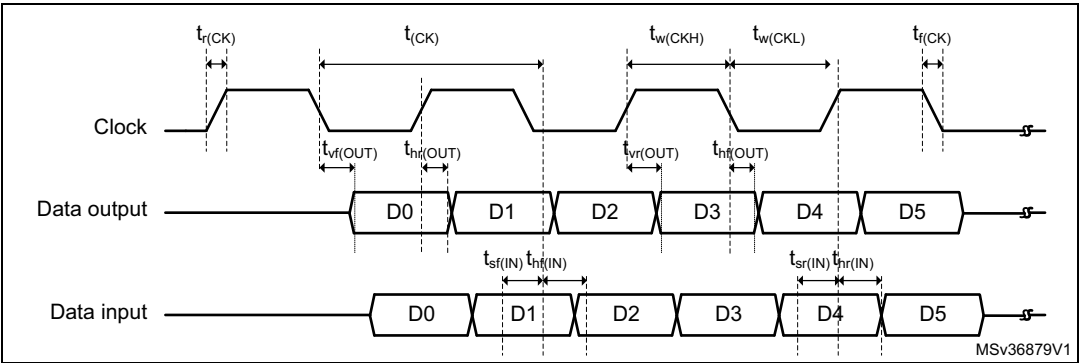 tr(CK) t(CK) tw(CKH) tw(CKL) tf(CK)
Clock
tvf(OUT) thr(OUT) tvr(OUT) thf(OUT)
Data output D0 D1 D2 D3 D4 D5
tsf(IN) thf(IN) tsr(IN) thr(IN)
Data input D0 D1 D2 D3 D4 D5
MSv36879V1